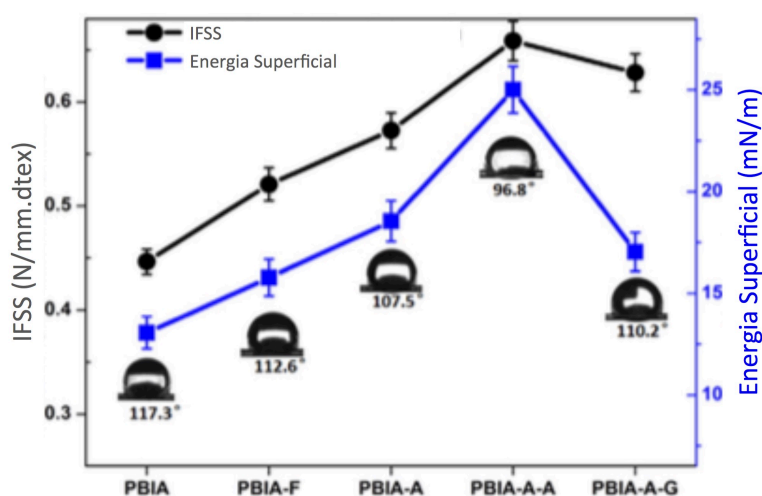 IFSS
Energia Superficial
IFSS (N/mm.dtex)
0.6
0.5
0.4
0.3
Energia Superficial (mN/m)
25
20
15
10
96.8°
107.5°
110.2°
112.6°
117.3°
PBIA PBIA-F PBIA-A PBIA-A-A PBIA-A-G